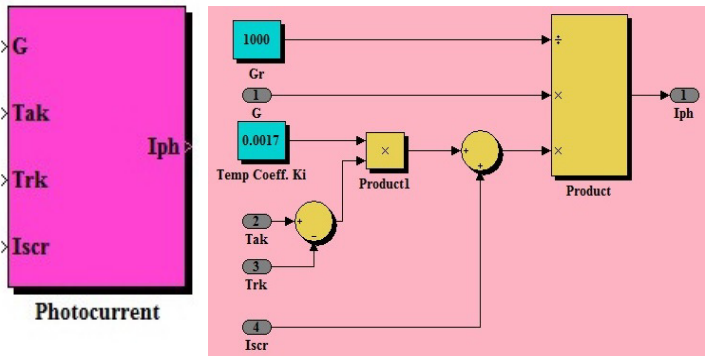 G
Tak
Trk
Iscr
Iph
Photocurrent
1000
Gr
1
G
0.0017
Temp Coeff. Ki
×
Product1
2
Tak
3
Trk
4
Iscr
+
−
+
+
÷
×
×
Product
1
Iph